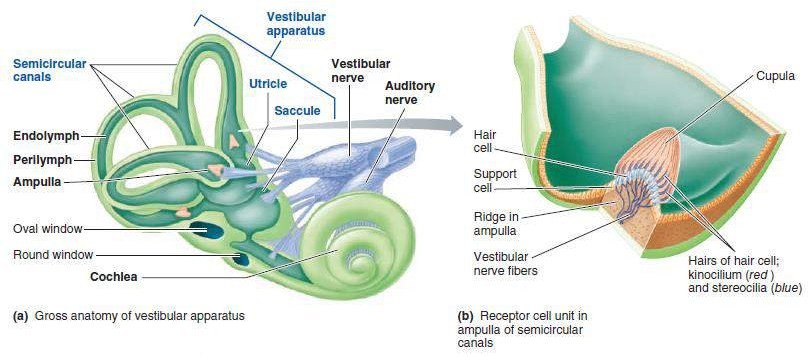 Vestibular
apparatus
Semicircular
canals
Utricle
Saccule
Vestibular
nerve
Auditory
nerve
Endolymph
Perilymph
Ampulla
Oval window
Round window
Cochlea
(a) Gross anatomy of vestibular apparatus
Cupula
Hair
cell
Support
cell
Ridge in
ampulla
Vestibular
nerve fibers
Hairs of hair cell;
kinocilium (red)
and stereocilia (blue)
(b) Receptor cell unit in
ampulla of semicircular
canals